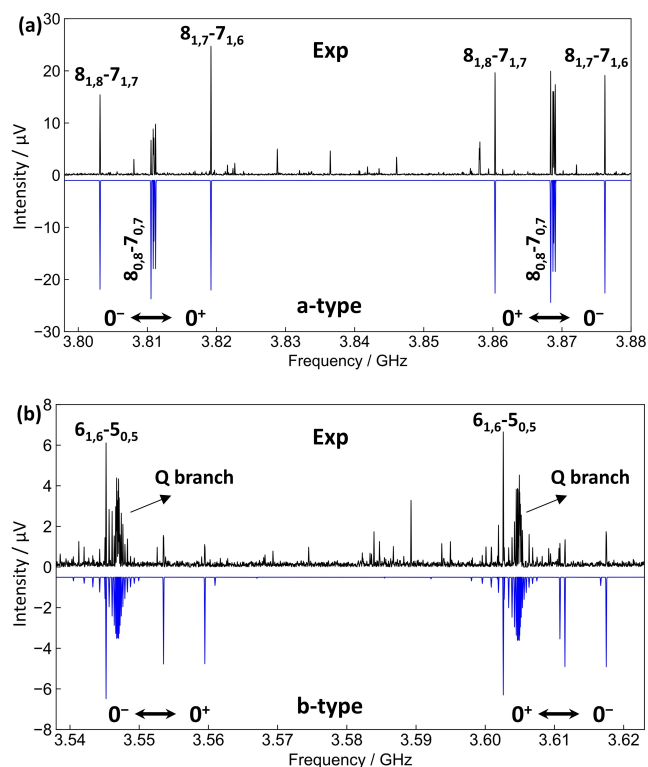 (a)
30
20
10
0
−10
−20
−30
Intensity / µV
8₁,₈-7₁,₇
8₁,₇-7₁,₆
Exp
8₁,₈-7₁,₇
8₁,₇-7₁,₆
8₀,₈-7₀,₇
8₀,₈-7₀,₇
0⁻ ↔ 0⁺
a-type
0⁺ ↔ 0⁻
3.80 3.81 3.82 3.83 3.84 3.85 3.86 3.87 3.88
Frequency / GHz
(b)
8
6
4
2
0
−2
−4
−6
−8
Intensity / µV
6₁,₆-5₀,₅
Exp
6₁,₆-5₀,₅
Q branch
Q branch
0⁻ ↔ 0⁺
b-type
0⁺ ↔ 0⁻
3.54 3.55 3.56 3.57 3.58 3.59 3.60 3.61 3.62
Frequency / GHz